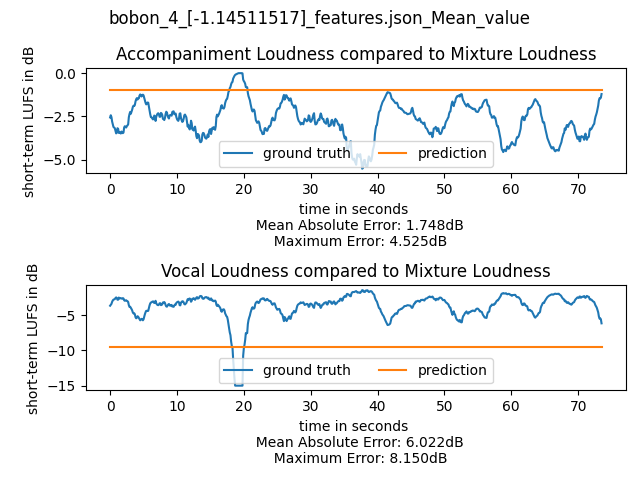 bobon_4_[-1.14511517]_features.json_Mean_value
Accompaniment Loudness compared to Mixture Loudness
short-term LUFS in dB
0.0
−2.5
−5.0
ground truth prediction
0 10 20 30 40 50 60 70
time in seconds
Mean Absolute Error: 1.748dB
Maximum Error: 4.525dB
Vocal Loudness compared to Mixture Loudness
short-term LUFS in dB
−5
−10
−15
ground truth prediction
0 10 20 30 40 50 60 70
time in seconds
Mean Absolute Error: 6.022dB
Maximum Error: 8.150dB